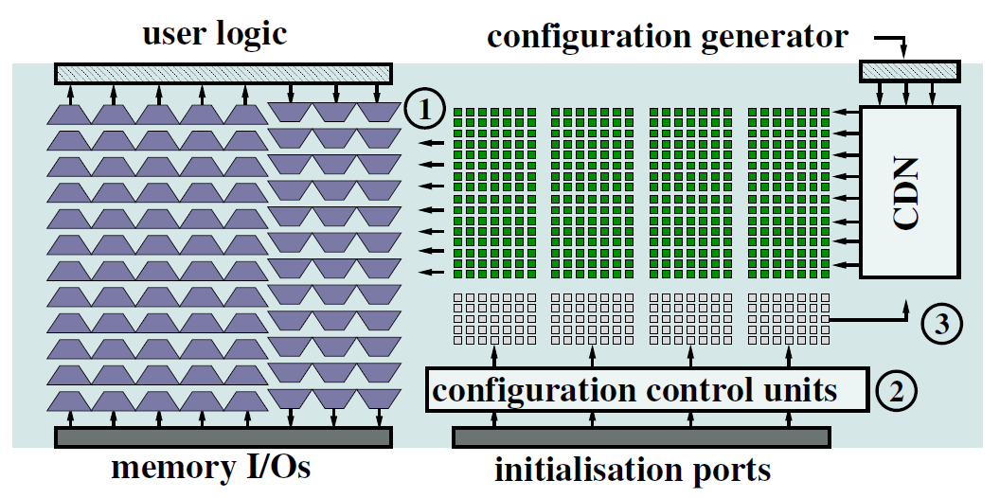 user logic
configuration generator
1
CDN
3
configuration control units
2
memory I/Os
initialisation ports